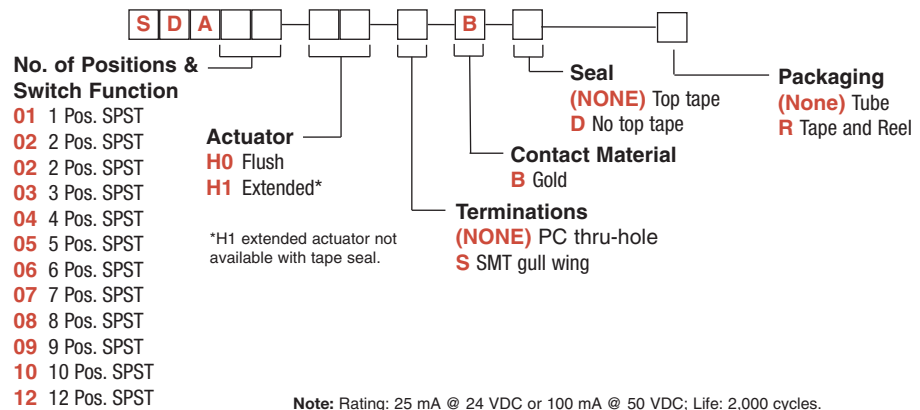 S D A B
No. of Positions &
Switch Function
01 1 Pos. SPST
02 2 Pos. SPST
02 2 Pos. SPST
03 3 Pos. SPST
04 4 Pos. SPST
05 5 Pos. SPST
06 6 Pos. SPST
07 7 Pos. SPST
08 8 Pos. SPST
09 9 Pos. SPST
10 10 Pos. SPST
12 12 Pos. SPST
Actuator
H0 Flush
H1 Extended*
*H1 extended actuator not
available with tape seal.
Terminations
(NONE) PC thru-hole
S SMT gull wing
Contact Material
B Gold
Seal
(NONE) Top tape
D No top tape
Packaging
(None) Tube
R Tape and Reel
Note: Rating: 25 mA @ 24 VDC or 100 mA @ 50 VDC; Life: 2,000 cycles.